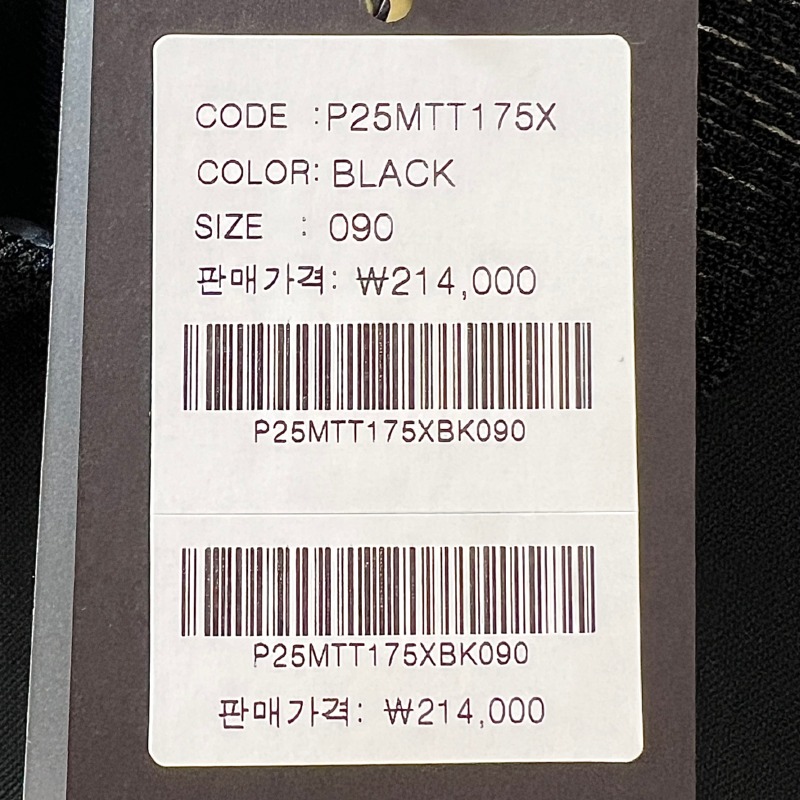 CODE :P25MTT175X
COLOR: BLACK
SIZE : 090
판매가격: ₩214,000
P25MTT175XBK090
P25MTT175XBK090
판매가격: ₩214,000